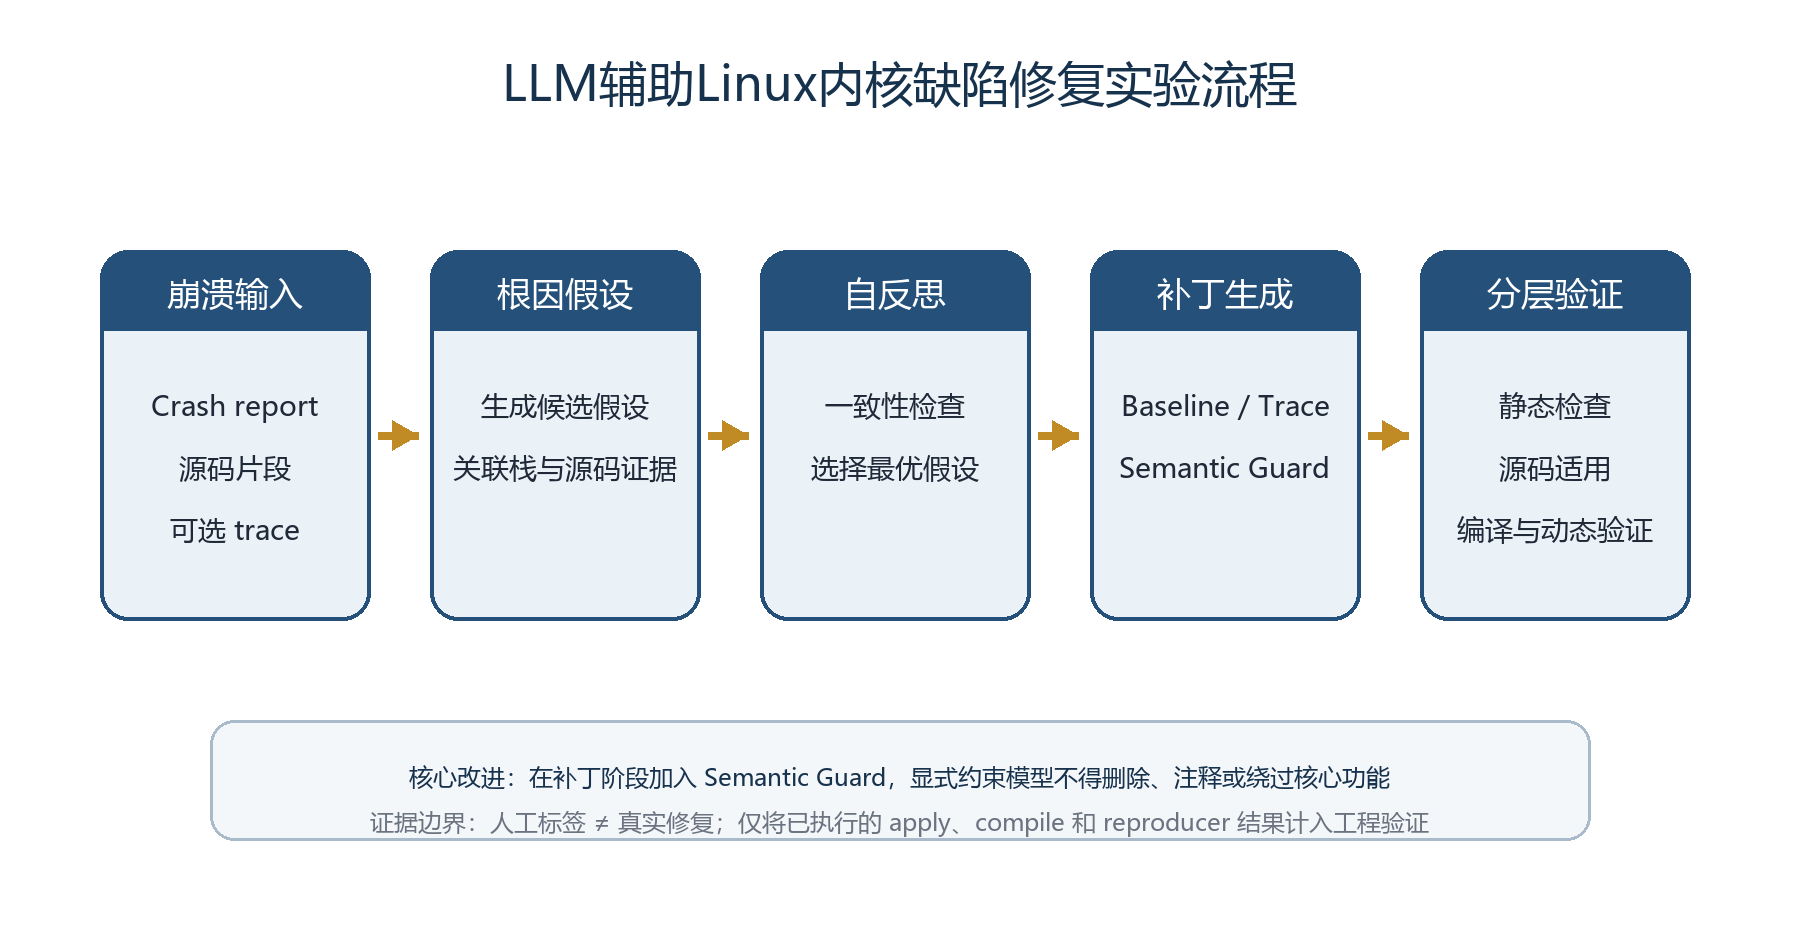 LLM辅助Linux内核缺陷修复实验流程
崩溃输入
Crash report
源码片段
可选 trace
根因假设
生成候选假设
关联栈与源码证据
自反思
一致性检查
选择最优假设
补丁生成
Baseline / Trace
Semantic Guard
分层验证
静态检查
源码适用
编译与动态验证
核心改进：在补丁阶段加入 Semantic Guard，显式约束模型不得删除、注释或绕过核心功能
证据边界：人工标签 ≠ 真实修复；仅将已执行的 apply、compile 和 reproducer 结果计入工程验证